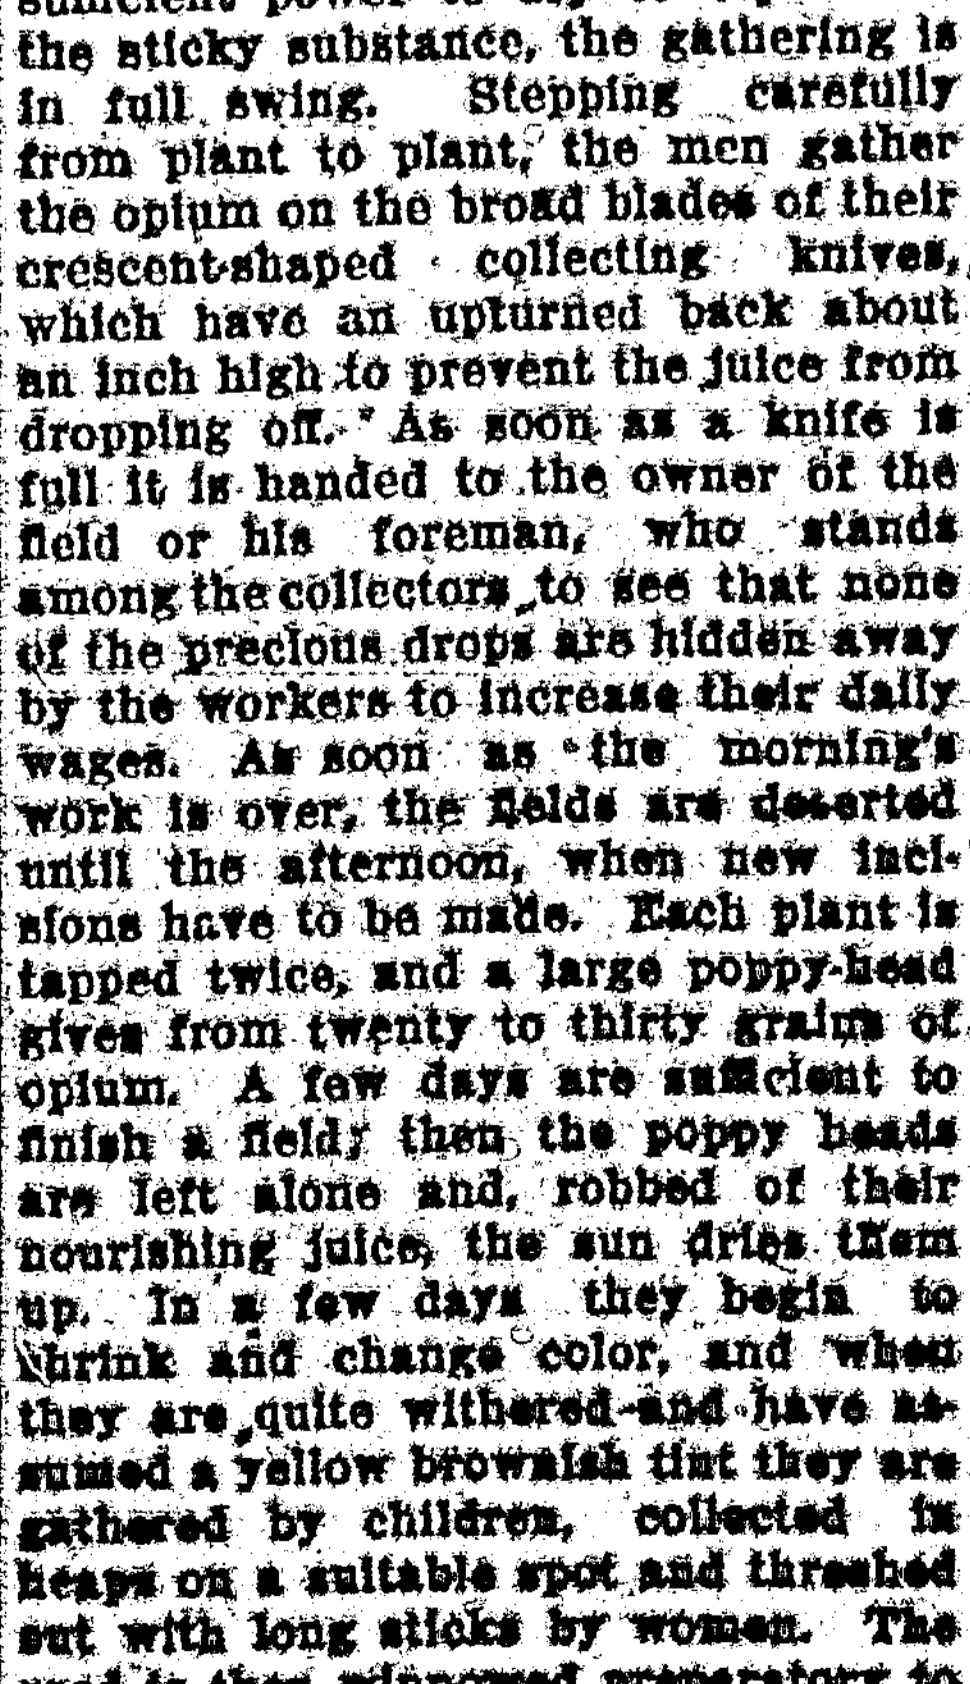 sufficient power to
the sticky substance, the gathering is
in full swing. Stepping carefully
from plant to plant, the men gather
the opium on the broad blades of their
crescent-shaped collecting knives,
which have an upturned back about
an inch high to prevent the juice from
dropping off. As soon as a knife is
full it is handed to the owner of the
field or his foreman, who stands
among the collectors to see that none
of the precious drops are hidden away
by the workers to increase their daily
wages. As soon as the morning's
work is over, the fields are deserted
until the afternoon, when new inci-
sions have to be made. Each plant is
tapped twice, and a large poppy-head
gives from twenty to thirty grains of
opium. A few days are sufficient to
finish a field; then the poppy heads
are left alone and, robbed of their
nourishing juice, the sun dries them
up. In a few days they begin to
shrink and change color, and when
they are quite withered and have as-
sumed a yellow brownish tint they are
gathered by children, collected in
heaps on a suitable spot and threshed
out with long sticks by women. The
seed is then winnowed preparatory to